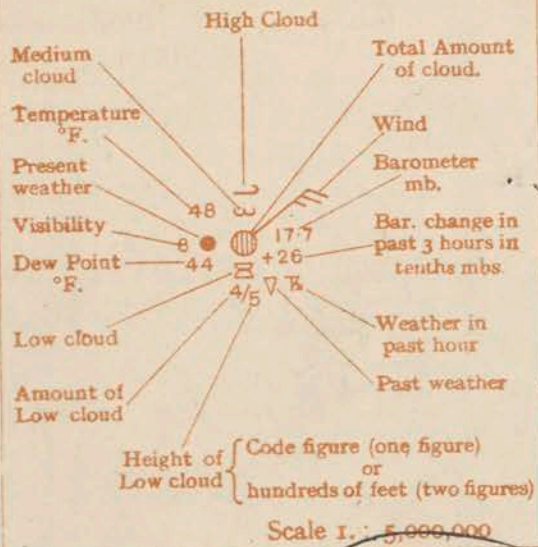 High Cloud
Medium
cloud
Total Amount
of cloud.
Temperature
°F.
Wind
Present
weather
Barometer
mb.
48
Visibility
8
17.7
Bar. change in
past 3 hours in
tenths mbs.
Dew Point
°F.
44
+26
4/5
Low cloud
Weather in
past hour
Amount of
Low cloud
Past weather
Height of
Low cloud
Code figure (one figure)
or
hundreds of feet (two figures)
Scale 1. : 5,000,000